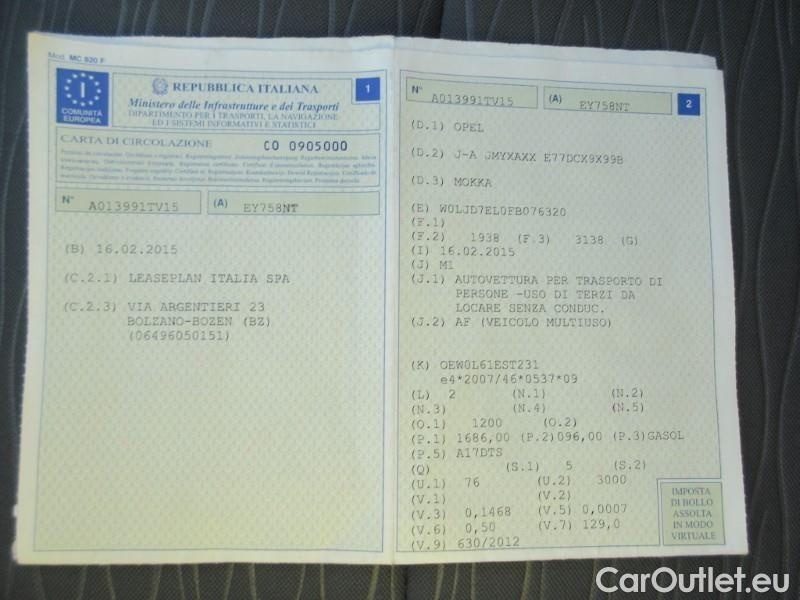 Mod. MC 820 F
I
COMUNITÀ
EUROPEA
REPUBBLICA ITALIANA
1
Ministero delle Infrastrutture e dei Trasporti
DIPARTIMENTO PER I TRASPORTI, LA NAVIGAZIONE
ED I SISTEMI INFORMATIVI E STATISTICI
CARTA DI CIRCOLAZIONE
CO 0905000
N° A013991TV15 (A) EY758NT
(B) 16.02.2015
(C.2.1) LEASEPLAN ITALIA SPA
(C.2.3) VIA ARGENTIERI 23
BOLZANO-BOZEN (BZ)
(06496050151)
N° A013991TV15 (A) EY758NT 2
(D.1) OPEL
(D.2) J-A JMYXAXX E77DCX9X99B
(D.3) MOKKA
(E) W0LJD7EL0FB076320
(F.1)
(F.2) 1938 (F.3) 3138 (G)
(I) 16.02.2015
(J) M1
(J.1) AUTOVETTURA PER TRASPORTO DI
PERSONE -USO DI TERZI DA
LOCARE SENZA CONDUC.
(J.2) AF (VEICOLO MULTIUSO)
(K) OEW0L61EST231
e4*2007/46*0537*09
(L) 2 (N.1) (N.2)
(N.3) (N.4) (N.5)
(O.1) 1200 (O.2)
(P.1) 1686,00 (P.2)096,00 (P.3)GASOL
(P.5) A17DTS
(Q) (S.1) 5 (S.2)
(U.1) 76 (U.2) 3000
(V.1) (V.2)
(V.3) 0,1468 (V.5) 0,0007
(V.6) 0,50 (V.7) 129,0
(V.9) 630/2012
IMPOSTA
DI BOLLO
ASSOLTA
IN MODO
VIRTUALE
CarOutlet.eu